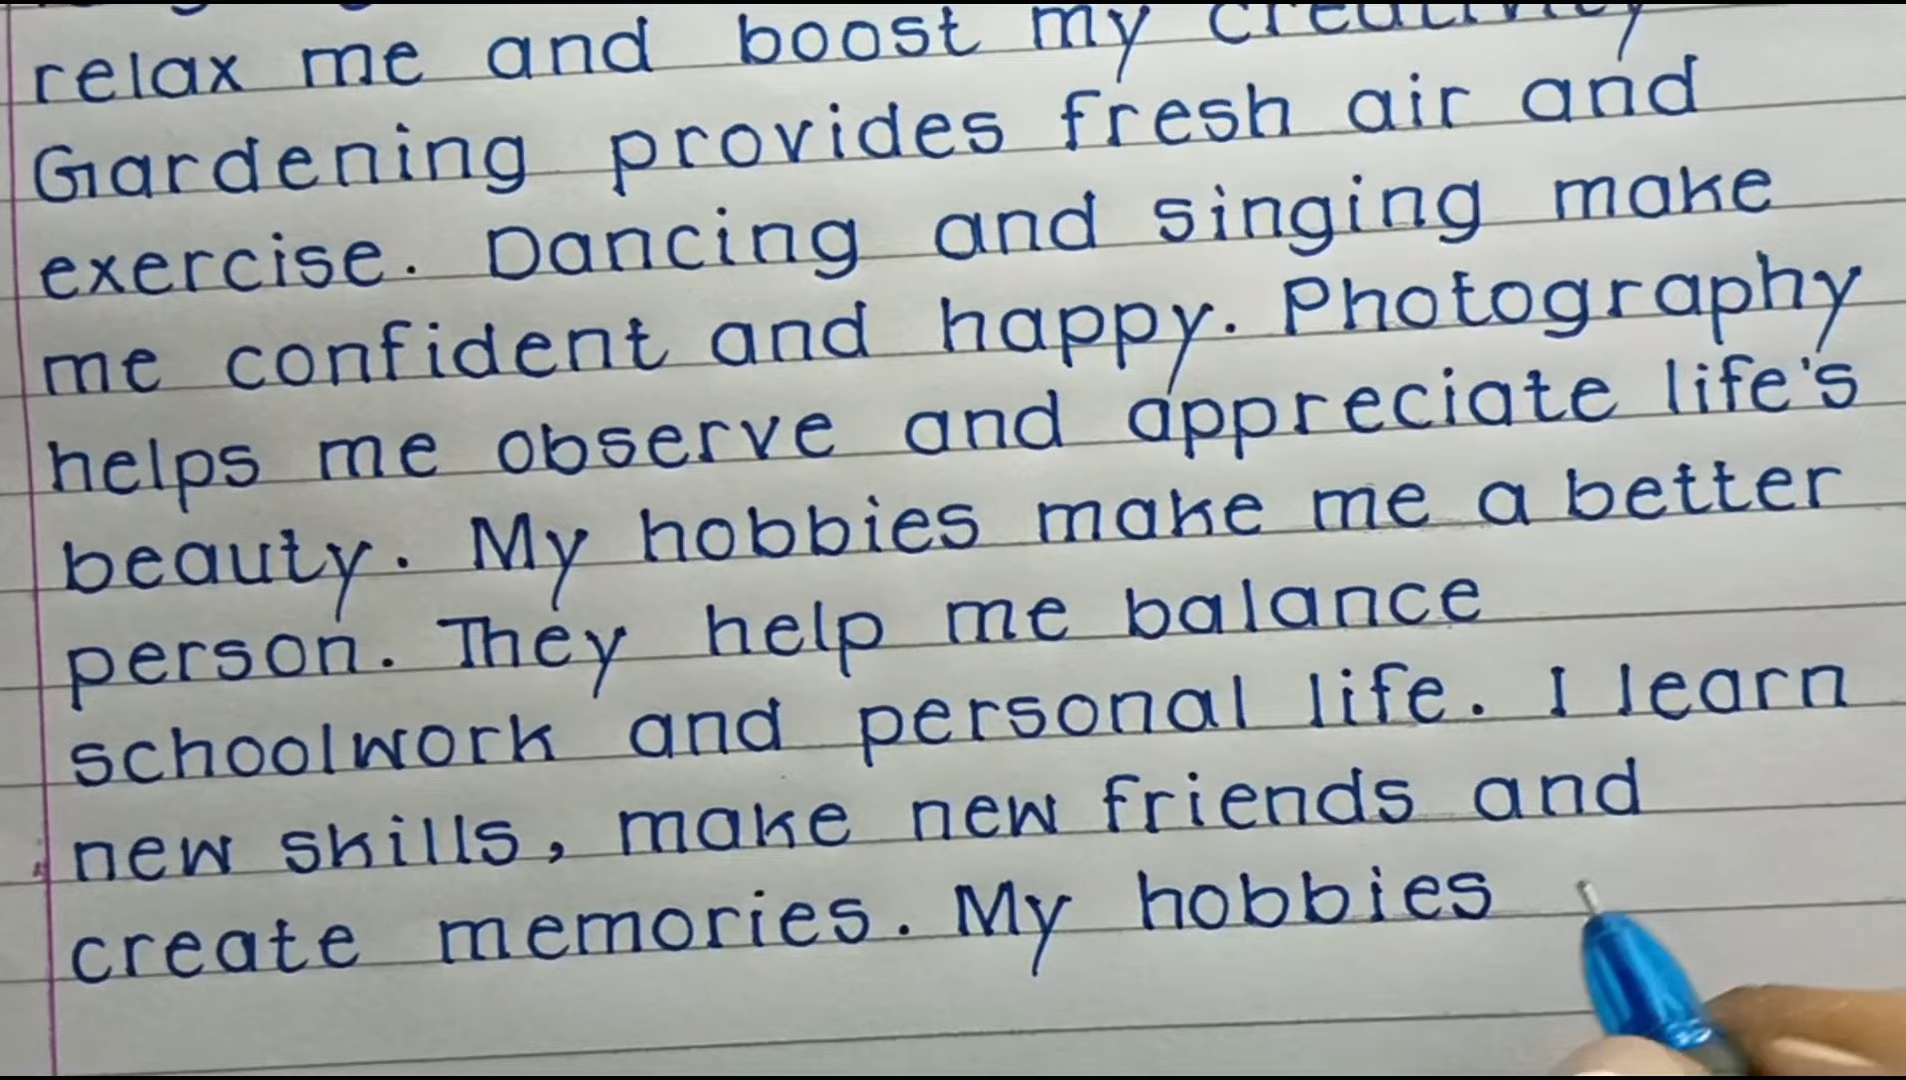 relax me and boost my creativity
Gardening provides fresh air and
exercise. Dancing and singing make
me confident and happy. Photography
helps me observe and appreciate life's
beauty. My hobbies make me a better
person. They help me balance
schoolwork and personal life. I learn
new skills, make new friends and
create memories. My hobbies